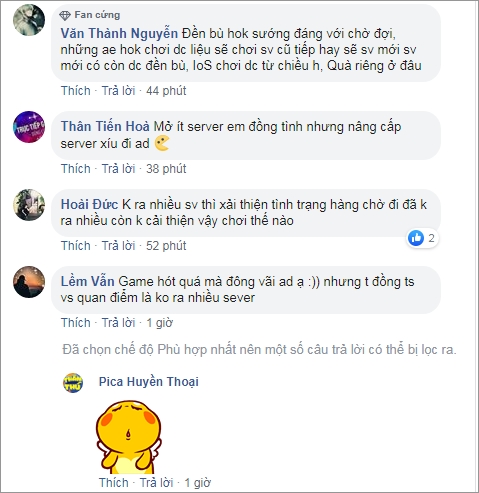 Fan cứng
Văn Thảnh Nguyễn Đền bù hok sướng đáng với chờ đợi,
những ae hok chơi dc liệu sẽ chơi sv cũ tiếp hay sẽ sv mới sv
mới có còn dc đền bù, IoS chơi dc từ chiều h, Quà riêng ở đâu
Thích · Trả lời · 44 phút
Thân Tiến Hoà Mở ít server em đồng tình nhưng nâng cấp
server xíu đi ad
Thích · Trả lời · 38 phút
Hoài Đức K ra nhiều sv thì xải thiện tình trạng hàng chờ đi đã k
ra nhiều còn k cải thiện vậy chơi thế nào
2
Thích · Trả lời · 52 phút
Lềm Vẫn Game hót quá mà đông vãi ad ạ :)) nhưng t đồng ts
vs quan điểm là ko ra nhiều sever
Thích · Trả lời · 1 giờ
Đã chọn chế độ Phù hợp nhất nên một số câu trả lời có thể bị lọc ra.
Pica Huyền Thoại
Thích · Trả lời · 1 giờ